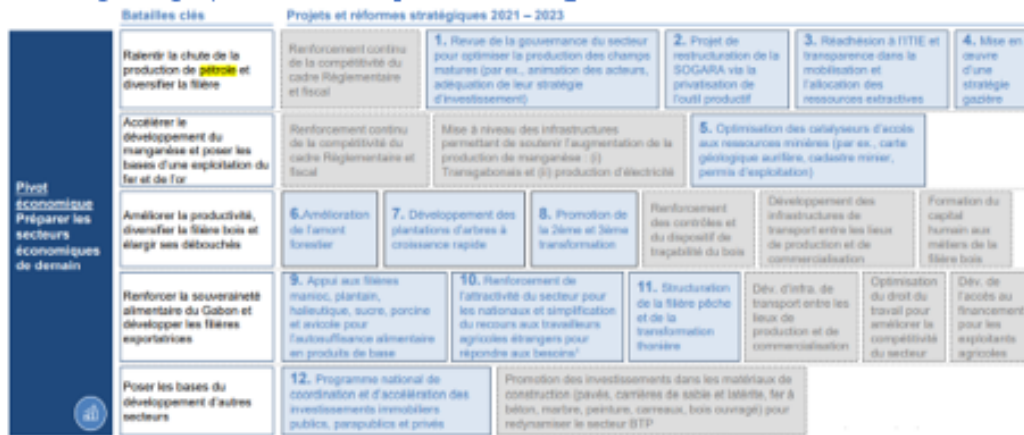 Batailles clés
Projets et réformes stratégiques 2021 – 2023
Pivot
économique
Préparer les
secteurs
économiques
de demain
Ralentir la chute de la
production de pétrole et
diversifier la filière
Renforcement continu
de la compétitivité du
cadre Règlementaire
et fiscal
1. Revue de la gouvernance du secteur
pour optimiser la production des champs
matures (par ex., animation des acteurs,
adéquation de leur stratégie
d'investissement)
2. Projet de
restructuration de la
SOGARA via la
privatisation de
l'outil productif
3. Réadhésion à l'ITIE et
transparence dans la
mobilisation et
l'allocation des
ressources extractives
4. Mise en
œuvre
d'une
stratégie
gazière
Accélérer le
développement du
manganèse et poser les
bases d'une exploitation du
fer et de l'or
Renforcement continu
de la compétitivité du
cadre Règlementaire et
fiscal
Mise à niveau des infrastructures
permettant de soutenir l'augmentation de la
production de manganèse : (i)
Transgabonais et (ii) production d'électricité
5. Optimisation des catalyseurs d'accès
aux ressources minières (par ex., carte
géologique aurifère, cadastre minier,
permis d'exploitation)
Améliorer la productivité,
diversifier la filière bois et
élargir ses débouchés
6.Amélioration
de l'amont
forestier
7. Développement des
plantations d'arbres à
croissance rapide
8. Promotion de
la 2ème et 3ème
transformation
Renforcement
des contrôles et
du dispositif de
traçabilité du bois
Développement des
infrastructures de
transport entre les lieux
de production et de
commercialisation
Formation du
capital
humain aux
métiers de la
filière bois
Renforcer la souveraineté
alimentaire du Gabon et
développer les filières
exportatrices
9. Appui aux filières
manioc, plantain,
halieutique, sucre, porcine
et avicole pour
l'autosuffisance alimentaire
en produits de base
10. Renforcement de
l'attractivité du secteur pour
les nationaux et simplification
du recours aux travailleurs
agricoles étrangers pour
répondre aux besoins¹
11. Structuration
de la filière pêche
et de la
transformation
thonière
Dév. d'infra. de
transport entre les
lieux de
production et de
commercialisation
Optimisation
du droit du
travail pour
améliorer la
compétitivité
du secteur
Dév. de
l'accès au
financement
pour les
exploitants
agricoles
Poser les bases du
développement d'autres
secteurs
12. Programme national de
coordination et d'accélération des
investissements immobiliers
publics, parapublics et privés
Promotion des investissements dans les matériaux de
construction (pavés, carrières de sable et latérite, fer à
béton, marbre, peinture, carreaux, bois ouvragé) pour
redynamiser le secteur BTP